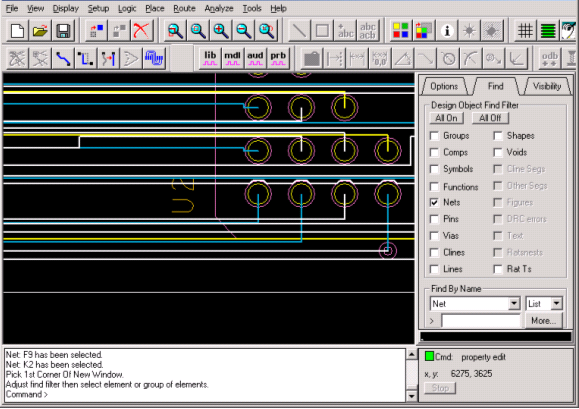 File View Display Setup Logic Place Route Analyze Tools Help
abc
abc
acb
lib mdl aud prb
odb
Options Find Visibility
Design Object Find Filter
All On All Off
Groups Shapes
Comps Voids
Symbols Cline Segs
Functions Other Segs
Nets Figures
Pins DRC errors
Vias Text
Clines Ratsnests
Lines Rat Ts
Find By Name
Net List
> More...
U2
Net: F9 has been selected.
Net: K2 has been selected.
Pick 1st Corner Of New Window.
Adjust find filter then select element or group of elements.
Command >
Cmd: property edit
x, y: 6275, 3625
Stop